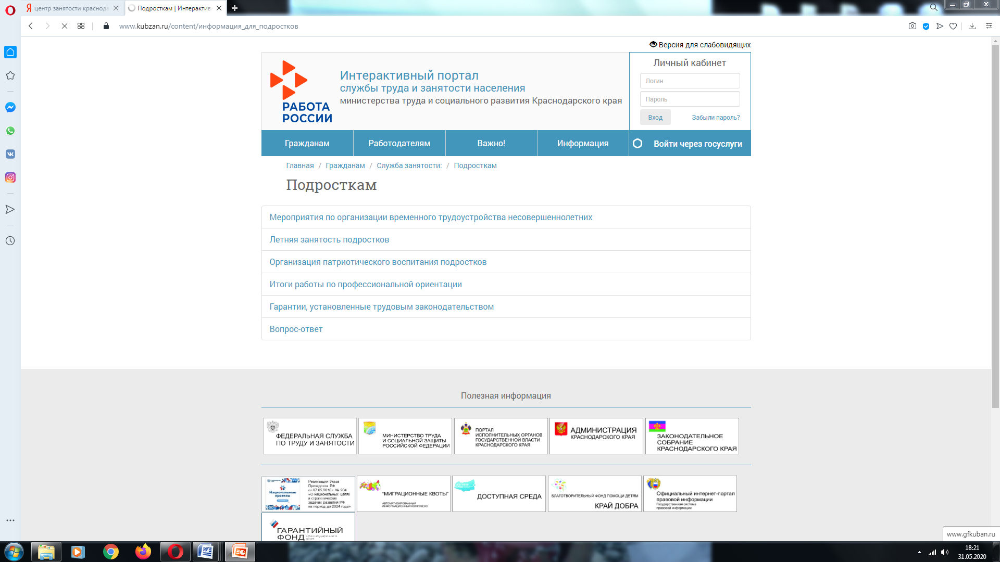 центр занятости краснода
Подросткам | Интерактив
www.kubzan.ru/content/информация_для_подростков
Версия для слабовидящих
РАБОТА
РОССИИ
Интерактивный портал
службы труда и занятости населения
министерства труда и социального развития Краснодарского края
Личный кабинет
Логин
Пароль
Вход
Забыли пароль?
Гражданам
Работодателям
Важно!
Информация
Войти через госуслуги
Главная / Гражданам / Служба занятости: / Подросткам
Подросткам
Мероприятия по организации временного трудоустройства несовершеннолетних
Летняя занятость подростков
Организация патриотического воспитания подростков
Итоги работы по профессиональной ориентации
Гарантии, установленные трудовым законодательством
Вопрос-ответ
Полезная информация
ФЕДЕРАЛЬНАЯ СЛУЖБА
ПО ТРУДУ И ЗАНЯТОСТИ
МИНИСТЕРСТВО ТРУДА
И СОЦИАЛЬНОЙ ЗАЩИТЫ
РОССИЙСКОЙ ФЕДЕРАЦИИ
ПОРТАЛ
ИСПОЛНИТЕЛЬНЫХ ОРГАНОВ
ГОСУДАРСТВЕННОЙ ВЛАСТИ
КРАСНОДАРСКОГО КРАЯ
АДМИНИСТРАЦИЯ
КРАСНОДАРСКОГО КРАЯ
ЗАКОНОДАТЕЛЬНОЕ
СОБРАНИЕ
КРАСНОДАРСКОГО КРАЯ
Национальные
проекты
Реализация Указа
Президента РФ
от 07.05.2018 г. № 204
«О национальных целях
и стратегических
задачах развития РФ
на период до 2024 года»
"МИГРАЦИОННЫЕ КВОТЫ"
АВТОМАТИЗИРОВАННЫЙ
ИНФОРМАЦИОННЫЙ КОМПЛЕКС
ДОСТУПНАЯ СРЕДА
БЛАГОТВОРИТЕЛЬНЫЙ ФОНД ПОМОЩИ ДЕТЯМ
КРАЙ ДОБРА
Официальный интернет-портал
правовой информации
Государственная система
правовой информации
ГАРАНТИЙНЫЙ
ФОНД Краснодарского
края
www.gfkuban.ru
18:21
31.05.2020